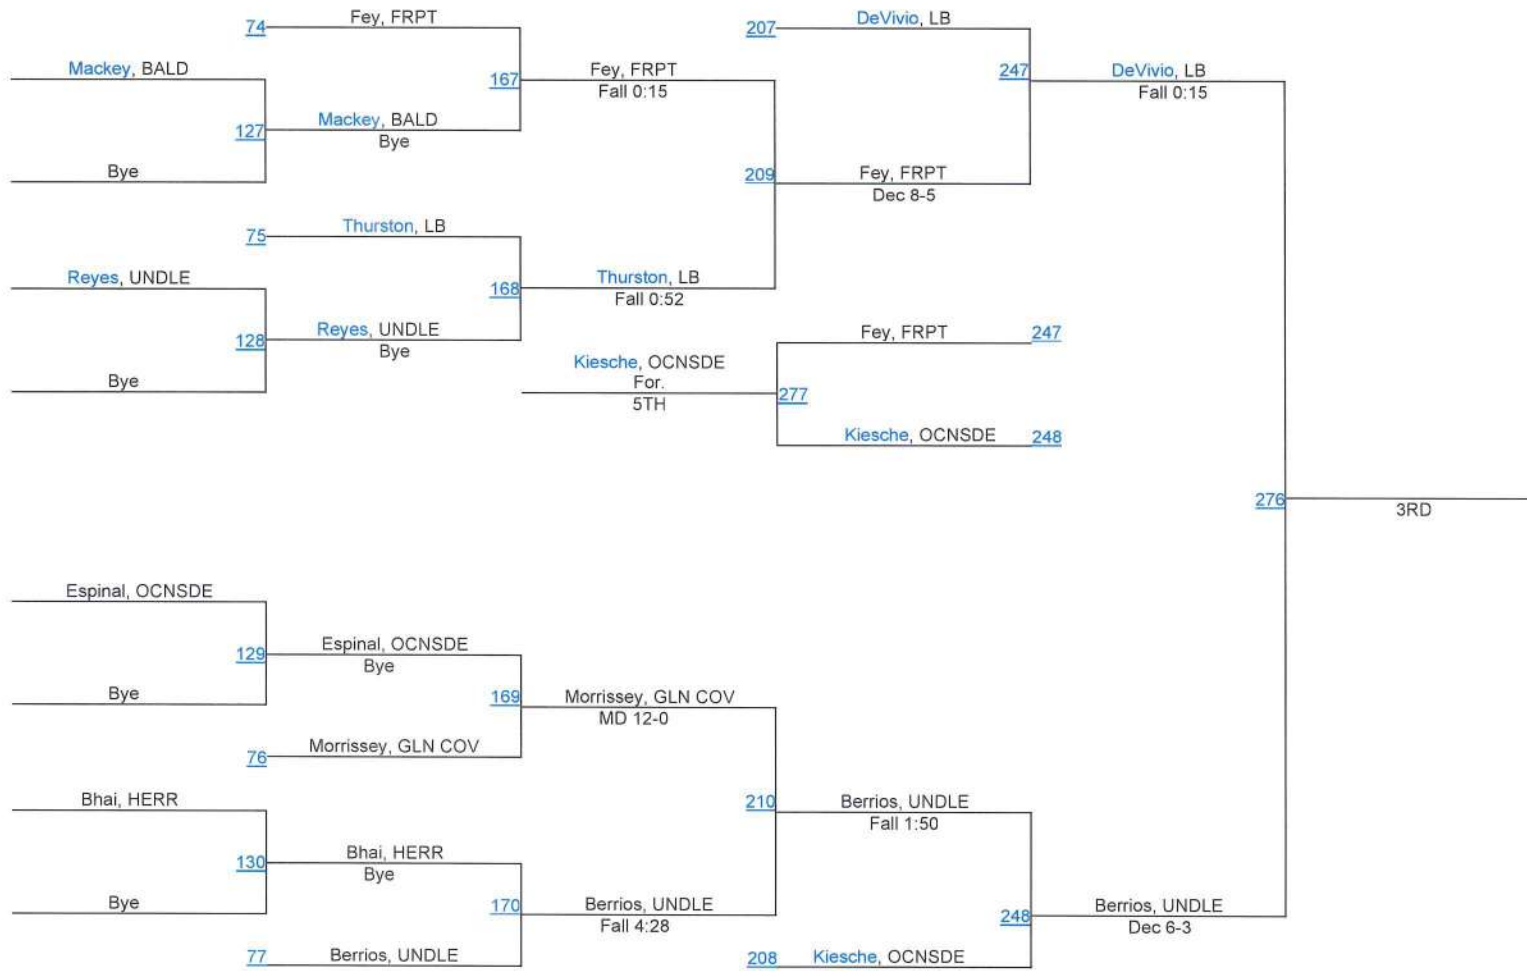 Fey, FRPT
74
DeVivio, LB
207
Mackey, BALD
167
Fey, FRPT
Fall 0:15
247
DeVivio, LB
Fall 0:15
127
Mackey, BALD
Bye
Bye
209
Fey, FRPT
Dec 8-5
75
Thurston, LB
Reyes, UNDLE
168
Thurston, LB
Fall 0:52
128
Reyes, UNDLE
Bye
Fey, FRPT
247
Bye
Kiesche, OCNSDE
For.
5TH
277
Kiesche, OCNSDE
248
276
3RD
Espinal, OCNSDE
129
Espinal, OCNSDE
Bye
Bye
169
Morrissey, GLN COV
MD 12-0
76
Morrissey, GLN COV
Bhai, HERR
210
Berrios, UNDLE
Fall 1:50
130
Bhai, HERR
Bye
Bye
170
Berrios, UNDLE
Fall 4:28
248
Berrios, UNDLE
Dec 6-3
77
Berrios, UNDLE
208
Kiesche, OCNSDE